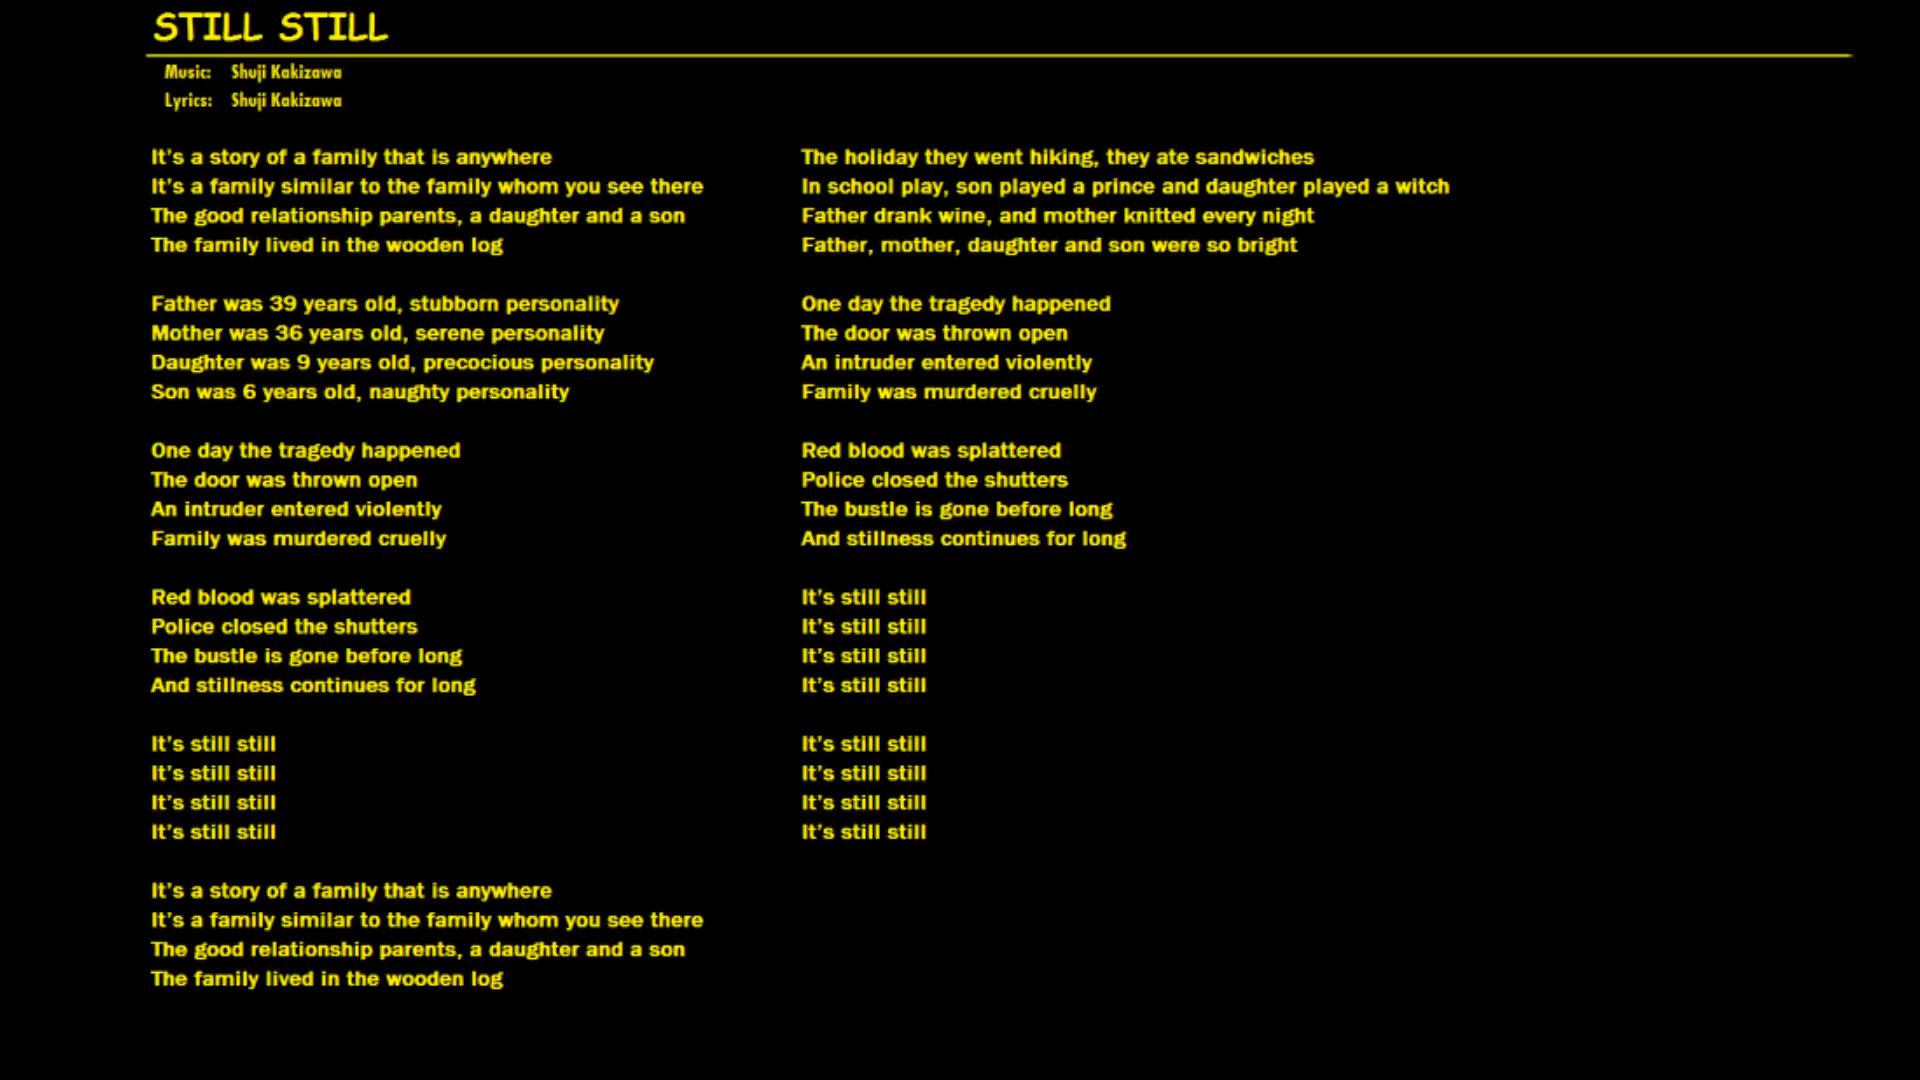 STILL STILL
Music: Shuji Kakizawa
Lyrics: Shuji Kakizawa
It's a story of a family that is anywhere
It's a family similar to the family whom you see there
The good relationship parents, a daughter and a son
The family lived in the wooden log
Father was 39 years old, stubborn personality
Mother was 36 years old, serene personality
Daughter was 9 years old, precocious personality
Son was 6 years old, naughty personality
One day the tragedy happened
The door was thrown open
An intruder entered violently
Family was murdered cruelly
Red blood was splattered
Police closed the shutters
The bustle is gone before long
And stillness continues for long
It's still still
It's still still
It's still still
It's still still
It's a story of a family that is anywhere
It's a family similar to the family whom you see there
The good relationship parents, a daughter and a son
The family lived in the wooden log
The holiday they went hiking, they ate sandwiches
In school play, son played a prince and daughter played a witch
Father drank wine, and mother knitted every night
Father, mother, daughter and son were so bright
One day the tragedy happened
The door was thrown open
An intruder entered violently
Family was murdered cruelly
Red blood was splattered
Police closed the shutters
The bustle is gone before long
And stillness continues for long
It's still still
It's still still
It's still still
It's still still
It's still still
It's still still
It's still still
It's still still